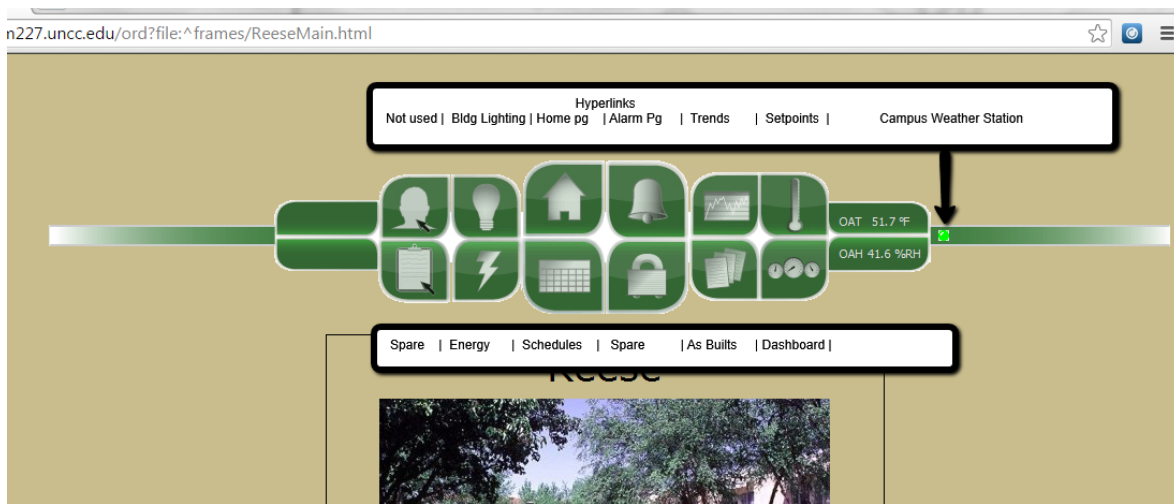 n227.uncc.edu/ord?file:^frames/ReeseMain.html
Hyperlinks
Not used | Bldg Lighting | Home pg | Alarm Pg | Trends | Setpoints | Campus Weather Station
OAT 51.7 °F
OAH 41.6 %RH
Spare | Energy | Schedules | Spare | As Builts | Dashboard |
Reese